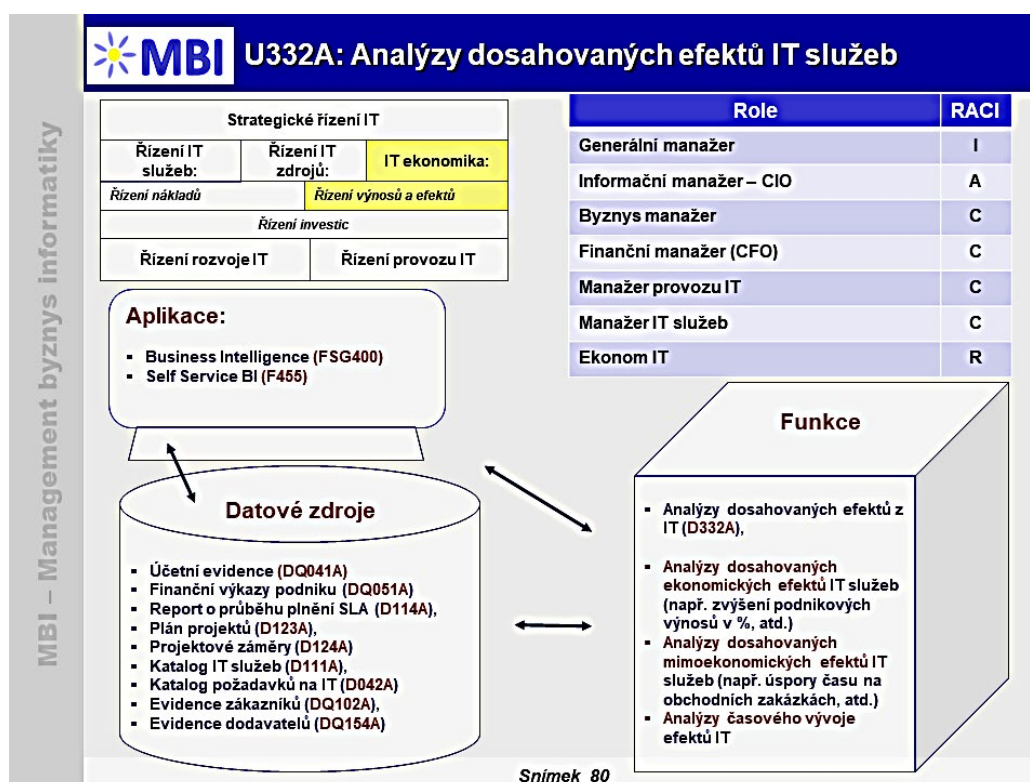 MBI – Management byznys informatiky
MBI
U332A: Analýzy dosahovaných efektů IT služeb
Strategické řízení IT
Řízení IT služeb:
Řízení IT zdrojů:
IT ekonomika:
Řízení nákladů
Řízení výnosů a efektů
Řízení investic
Řízení rozvoje IT
Řízení provozu IT
Role RACI
Generální manažer I
Informační manažer – CIO A
Byznys manažer C
Finanční manažer (CFO) C
Manažer provozu IT C
Manažer IT služeb C
Ekonom IT R
Aplikace:
▪ Business Intelligence (FSG400)
▪ Self Service BI (F455)
Datové zdroje
▪ Účetní evidence (DQ041A)
▪ Finanční výkazy podniku (DQ051A)
▪ Report o průběhu plnění SLA (D114A),
▪ Plán projektů (D123A),
▪ Projektové záměry (D124A)
▪ Katalog IT služeb (D111A),
▪ Katalog požadavků na IT (D042A)
▪ Evidence zákazníků (DQ102A)
▪ Evidence dodavatelů (DQ154A)
Funkce
▪ Analýzy dosahovaných efektů z
IT (D332A),
▪ Analýzy dosahovaných
ekonomických efektů IT služeb
(např. zvýšení podnikových
výnosů v %, atd.)
▪ Analýzy dosahovaných
mimoekonomických efektů IT
služeb (např. úspory času na
obchodních zakázkách, atd.)
▪ Analýzy časového vývoje
efektů IT
Snímek 80